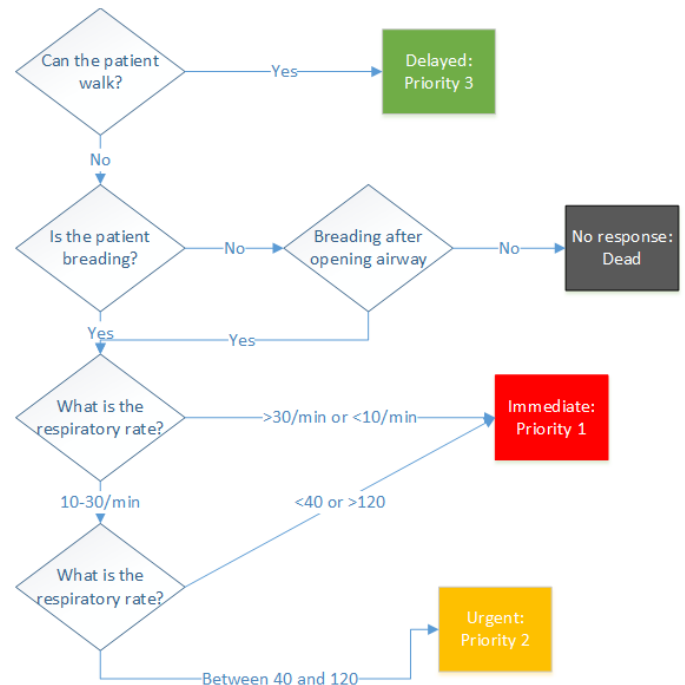 Can the patient
walk?
Yes
Delayed:
Priority 3
No
Is the patient
breading?
No
Breading after
opening airway
No
No response:
Dead
Yes
Yes
What is the
respiratory rate?
>30/min or <10/min
Immediate:
Priority 1
10-30/min
<40 or >120
What is the
respiratory rate?
Urgent:
Priority 2
Between 40 and 120